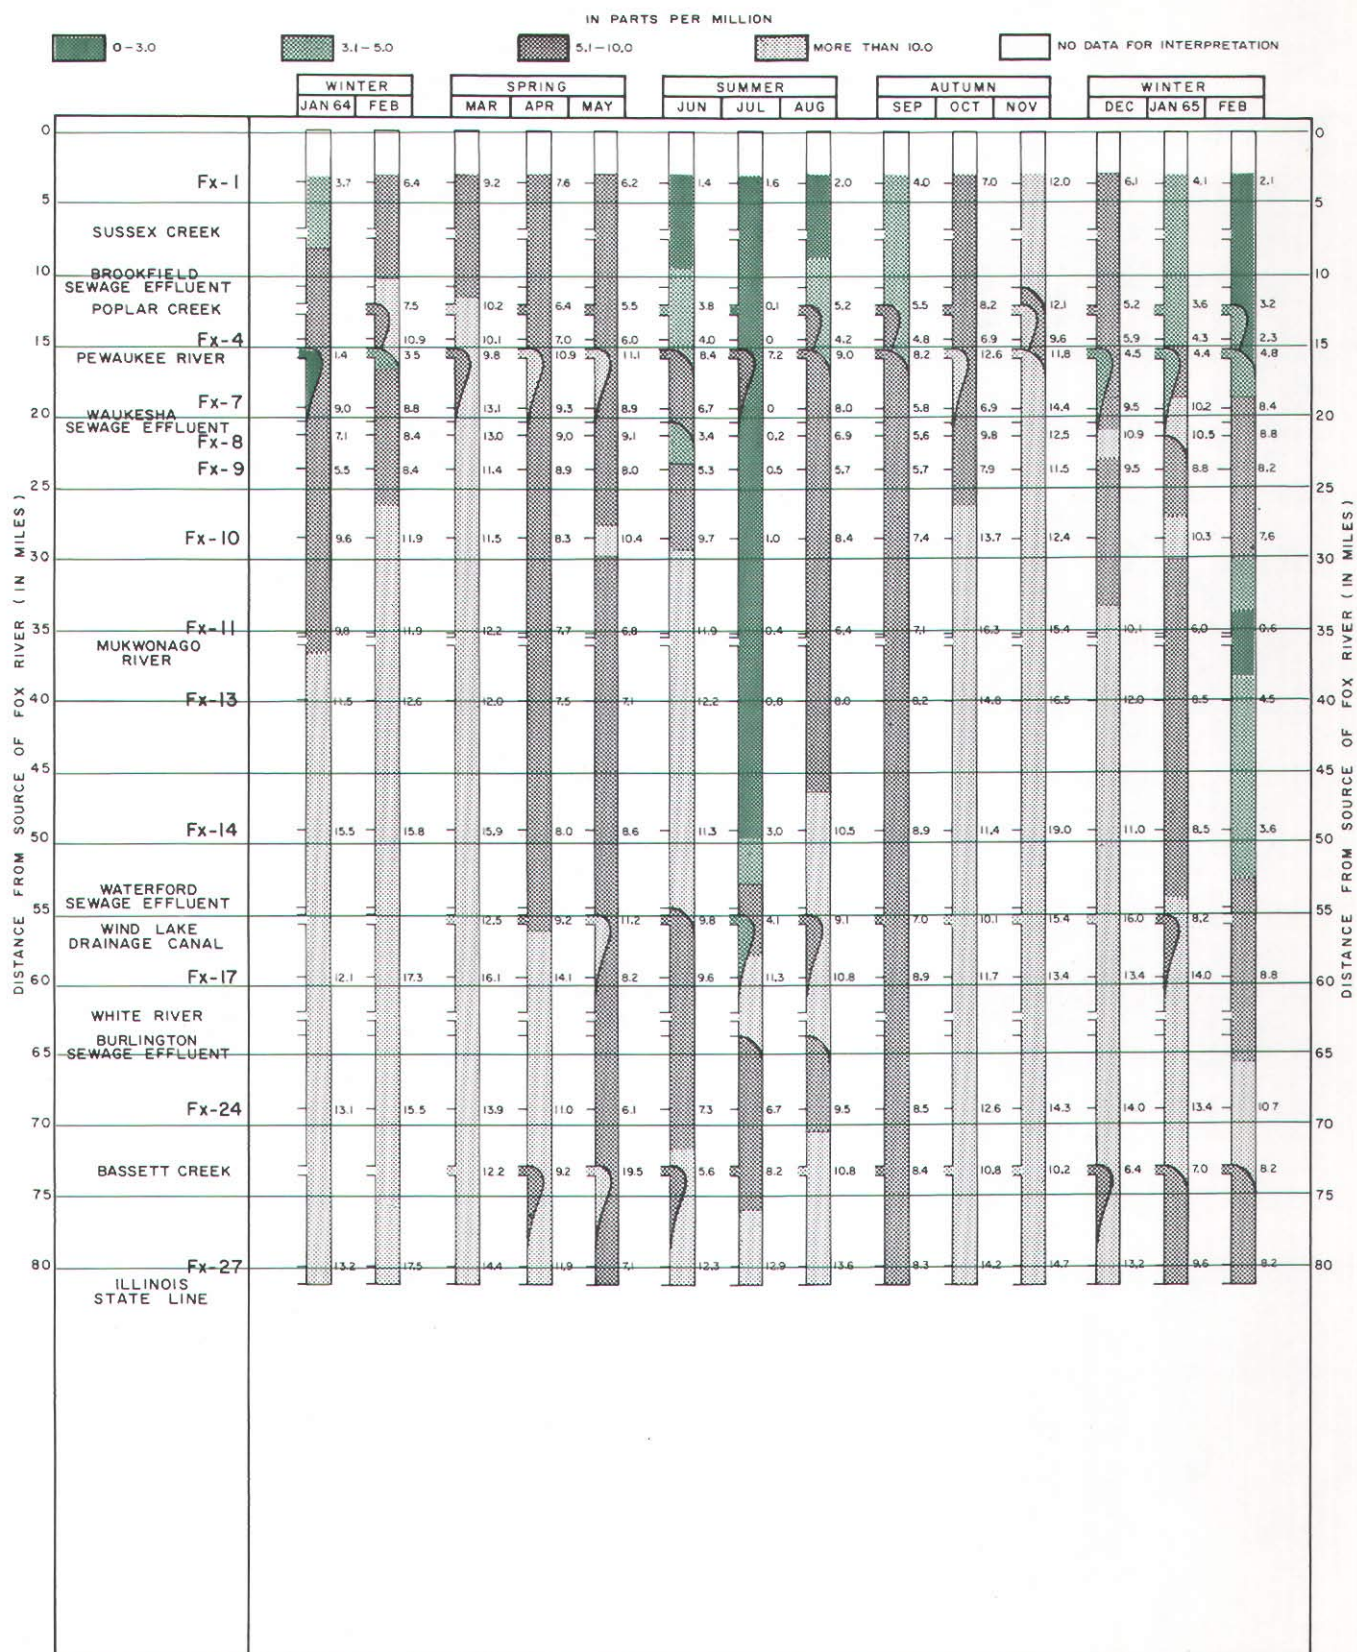 IN PARTS PER MILLION
0-3.0 3.1-5.0 5.1-10.0 MORE THAN 10.0 NO DATA FOR INTERPRETATION
WINTER SPRING SUMMER AUTUMN WINTER
JAN 64 FEB MAR APR MAY JUN JUL AUG SEP OCT NOV DEC JAN 65 FEB
0 0
Fx-1 3.7 6.4 9.2 7.6 6.2 1.4 1.6 2.0 4.0 7.0 12.0 6.1 4.1 2.1
5 5
SUSSEX CREEK
10 10
BROOKFIELD
SEWAGE EFFLUENT
POPLAR CREEK 7.5 10.2 6.4 5.5 3.8 0.1 5.2 5.5 8.2 12.1 5.2 3.6 3.2
Fx-4 10.9 10.1 7.0 6.0 4.0 0 4.2 4.8 6.9 9.6 5.9 4.3 2.3
15 15
PEWAUKEE RIVER 1.4 3.5 9.8 10.9 11.1 8.4 7.2 9.0 8.2 12.6 11.8 4.5 4.4 4.8
Fx-7 9.0 8.8 13.1 9.3 8.9 6.7 0 8.0 5.8 6.9 14.4 9.5 10.2 8.4
20 20
WAUKESHA
SEWAGE EFFLUENT
Fx-8 7.1 8.4 13.0 9.0 9.1 3.4 0.2 6.9 5.6 9.8 12.5 10.9 10.5 8.8
Fx-9 5.5 8.4 11.4 8.9 8.0 5.3 0.5 5.7 5.7 7.9 11.5 9.5 8.8 8.2
25 25
Fx-10 9.6 11.9 11.5 8.3 10.4 9.7 1.0 8.4 7.4 13.7 12.4 10.3 7.6
30 30
Fx-11 9.8 11.9 12.2 7.7 6.8 11.9 0.4 6.4 7.1 16.3 15.4 10.1 6.0 0.6
35 35
MUKWONAGO
RIVER
Fx-13 11.5 12.6 12.0 7.5 7.1 12.2 0.8 8.0 8.2 14.8 16.5 12.0 8.5 4.5
40 40
45 45
Fx-14 15.5 15.8 15.9 8.0 8.6 11.3 3.0 10.5 8.9 11.4 19.0 11.0 8.5 3.6
50 50
WATERFORD
SEWAGE EFFLUENT
55 55
WIND LAKE
DRAINAGE CANAL 12.5 9.2 11.2 9.8 4.1 9.1 7.0 10.1 15.4 16.0 8.2
Fx-17 12.1 17.3 16.1 14.1 8.2 9.6 11.3 10.8 8.9 11.7 13.4 13.4 14.0 8.8
60 60
WHITE RIVER
BURLINGTON
SEWAGE EFFLUENT
65 65
Fx-24 13.1 15.5 13.9 11.0 6.1 7.3 6.7 9.5 8.5 12.6 14.3 14.0 13.4 10.7
70 70
BASSETT CREEK 12.2 9.2 19.5 5.6 8.2 10.8 8.4 10.8 10.2 6.4 7.0 8.2
75 75
Fx-27 13.2 17.5 14.4 11.9 7.1 12.3 12.9 13.6 8.3 14.2 14.7 13.2 9.6 8.2
80 80
ILLINOIS
STATE LINE
DISTANCE FROM SOURCE OF FOX RIVER (IN MILES)
DISTANCE FROM SOURCE OF FOX RIVER (IN MILES)